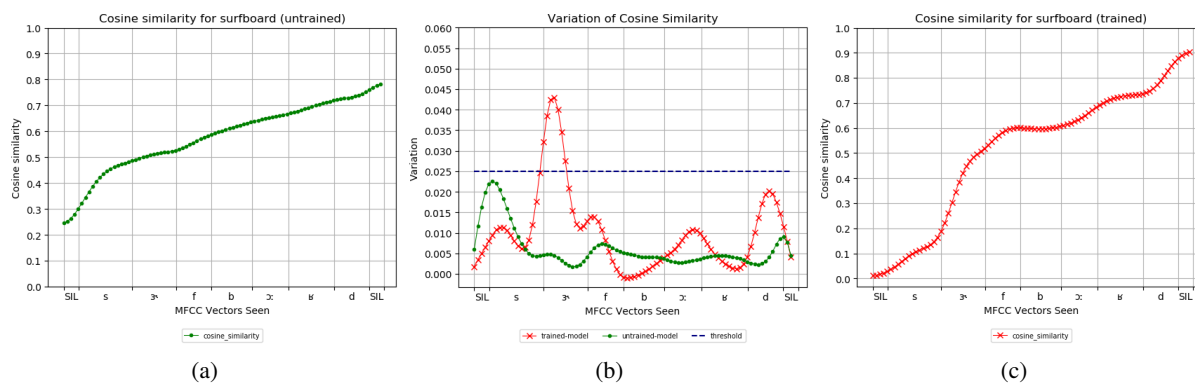 Cosine similarity for surfboard (untrained)
1.0
0.9
0.8
0.7
0.6
0.5
0.4
0.3
0.2
0.1
0.0
Cosine similarity
SIL s ɝ f b ɔː ʁ d SIL
MFCC Vectors Seen
cosine_similarity
(a)
Variation of Cosine Similarity
0.060
0.055
0.050
0.045
0.040
0.035
0.030
0.025
0.020
0.015
0.010
0.005
0.000
Variation
SIL s ɝ f b ɔː ʁ d SIL
MFCC Vectors Seen
trained-model untrained-model threshold
(b)
Cosine similarity for surfboard (trained)
1.0
0.9
0.8
0.7
0.6
0.5
0.4
0.3
0.2
0.1
0.0
Cosine similarity
SIL s ɝ f b ɔː ʁ d SIL
MFCC Vectors Seen
cosine_similarity
(c)